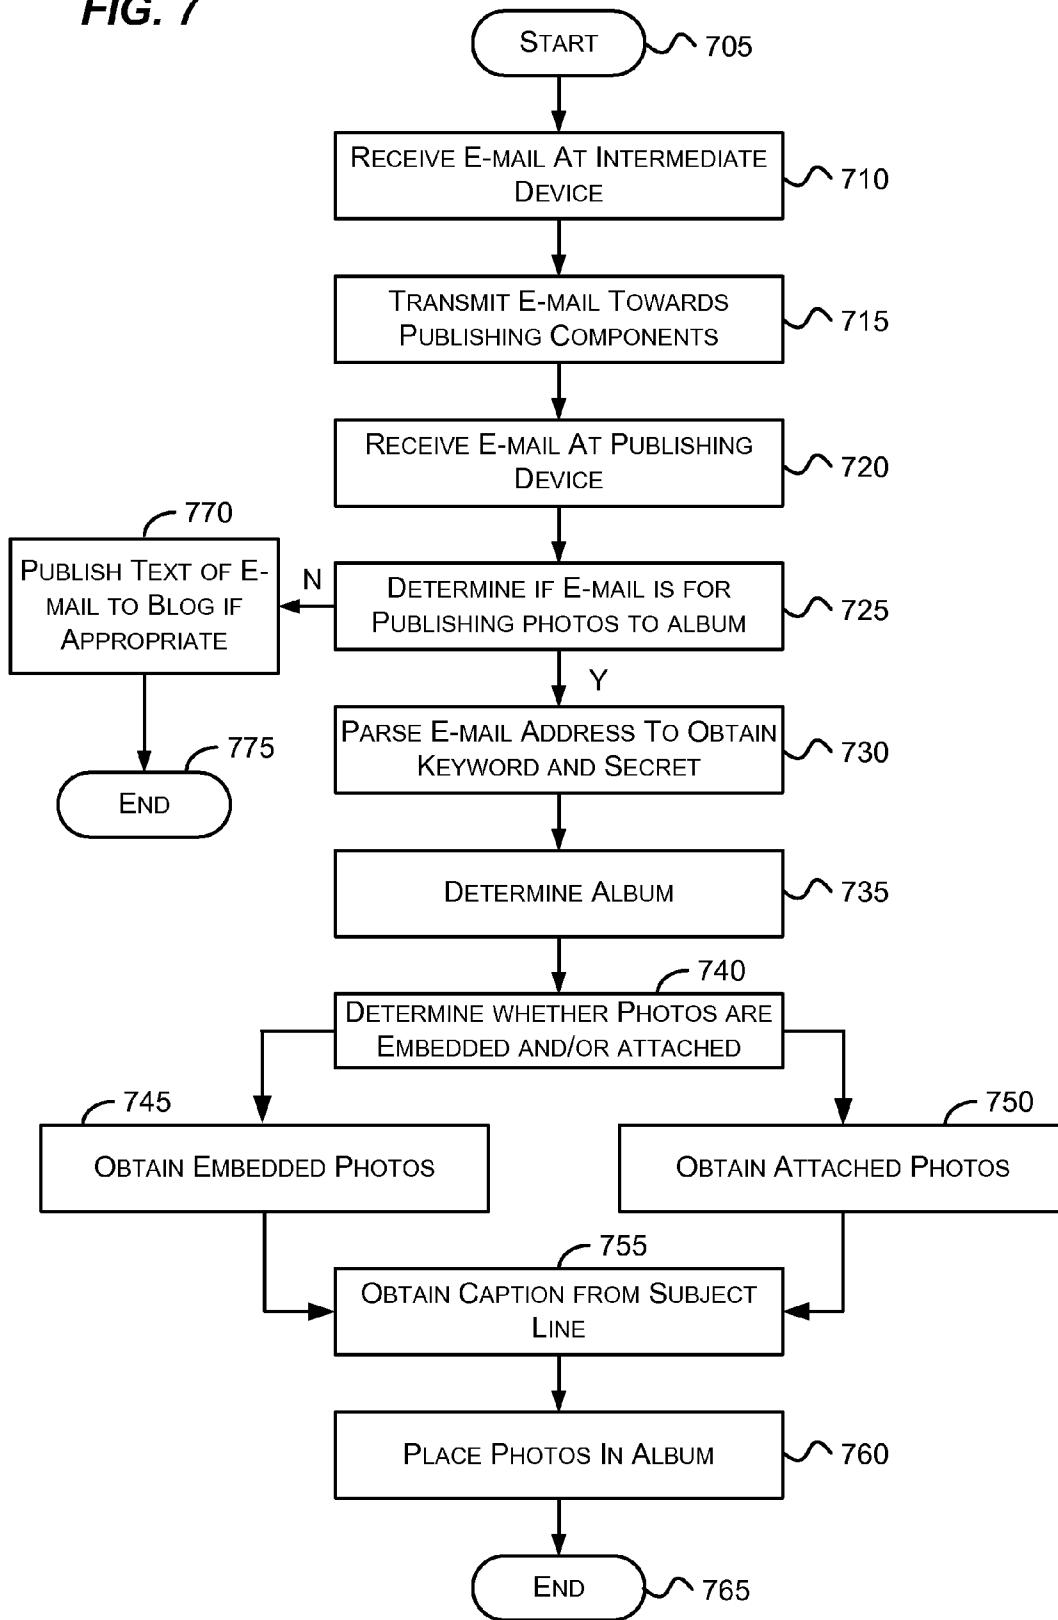 FIG. 7
START
705
RECEIVE E-MAIL AT INTERMEDIATE
DEVICE
710
TRANSMIT E-MAIL TOWARDS
PUBLISHING COMPONENTS
715
RECEIVE E-MAIL AT PUBLISHING
DEVICE
720
DETERMINE IF E-MAIL IS FOR
PUBLISHING PHOTOS TO ALBUM
725
N
770
PUBLISH TEXT OF E-
MAIL TO BLOG IF
APPROPRIATE
775
END
Y
PARSE E-MAIL ADDRESS TO OBTAIN
KEYWORD AND SECRET
730
DETERMINE ALBUM
735
740
DETERMINE WHETHER PHOTOS ARE
EMBEDDED AND/OR ATTACHED
745
OBTAIN EMBEDDED PHOTOS
750
OBTAIN ATTACHED PHOTOS
755
OBTAIN CAPTION FROM SUBJECT
LINE
PLACE PHOTOS IN ALBUM
760
END
765